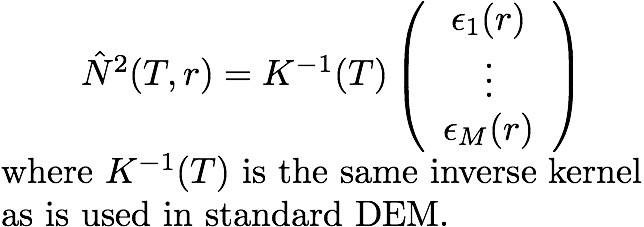 N̂²(T, r) = K⁻¹(T) ( ϵ₁(r) ⋮ ϵ_M(r) )
where K⁻¹(T) is the same inverse kernel
as is used in standard DEM.